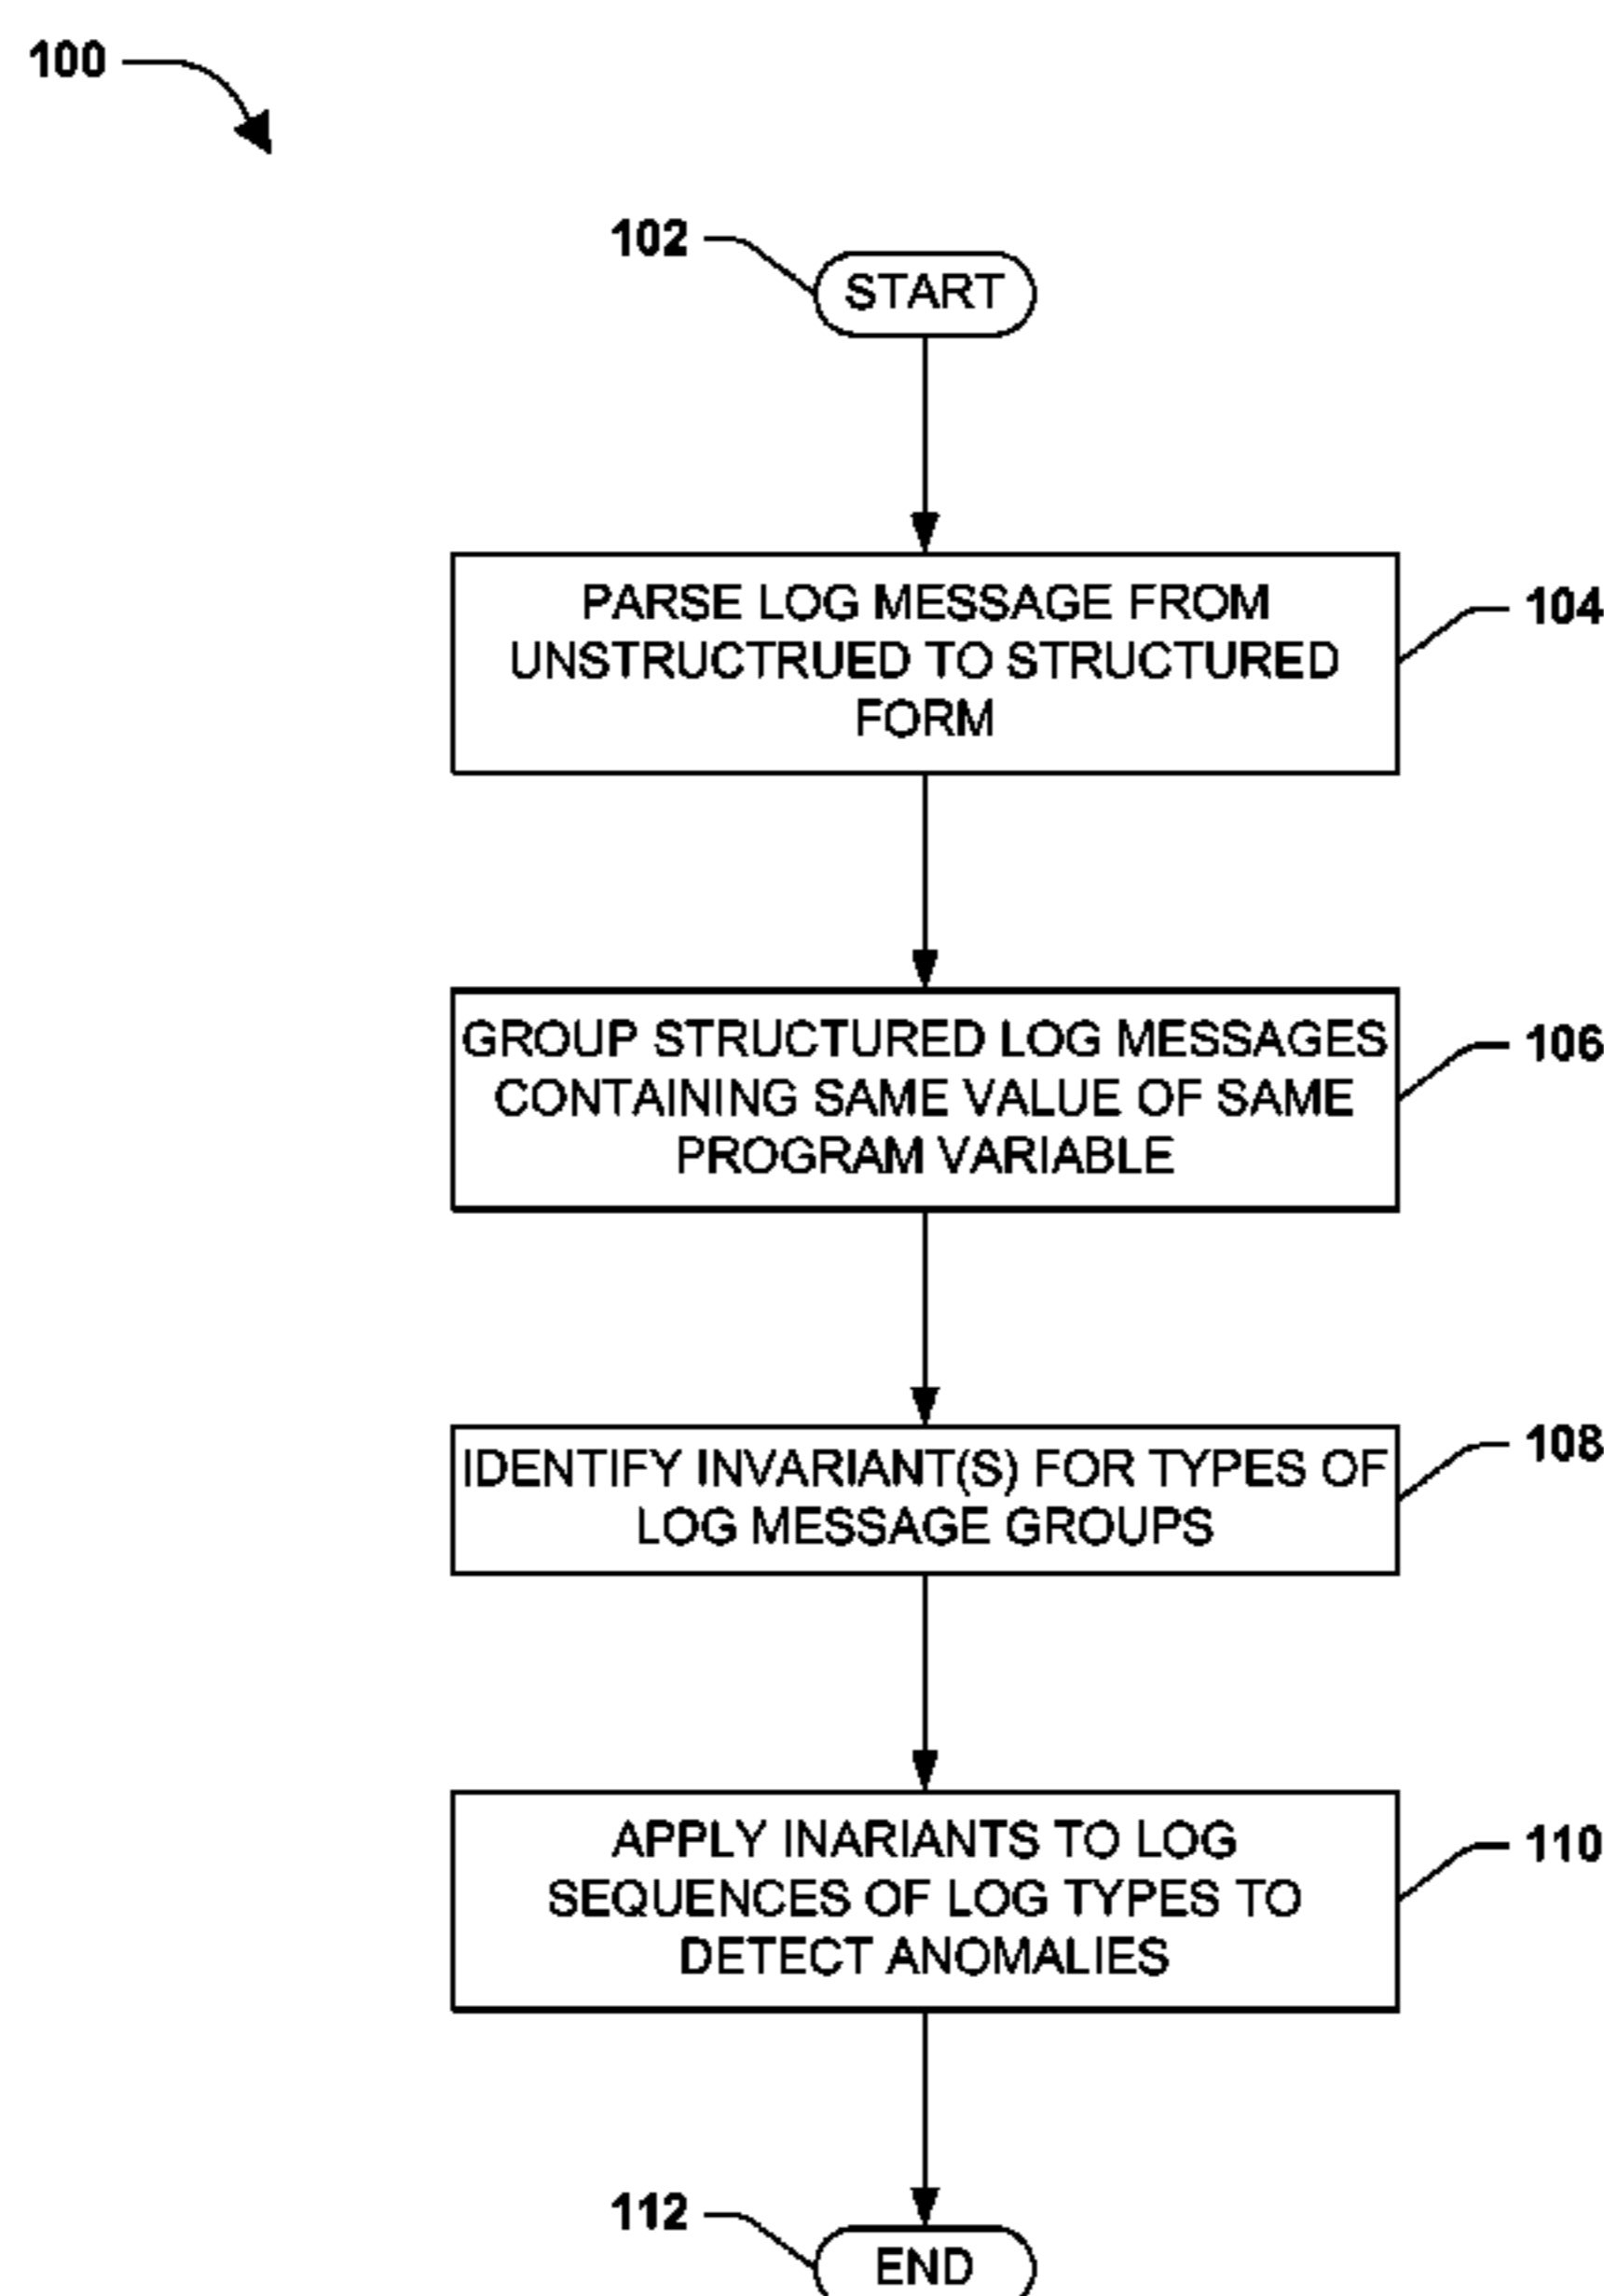 100
102
START
PARSE LOG MESSAGE FROM
UNSTRUCTRUED TO STRUCTURED
FORM
104
GROUP STRUCTURED LOG MESSAGES
CONTAINING SAME VALUE OF SAME
PROGRAM VARIABLE
106
IDENTIFY INVARIANT(S) FOR TYPES OF
LOG MESSAGE GROUPS
108
APPLY INARIANTS TO LOG
SEQUENCES OF LOG TYPES TO
DETECT ANOMALIES
110
112
END